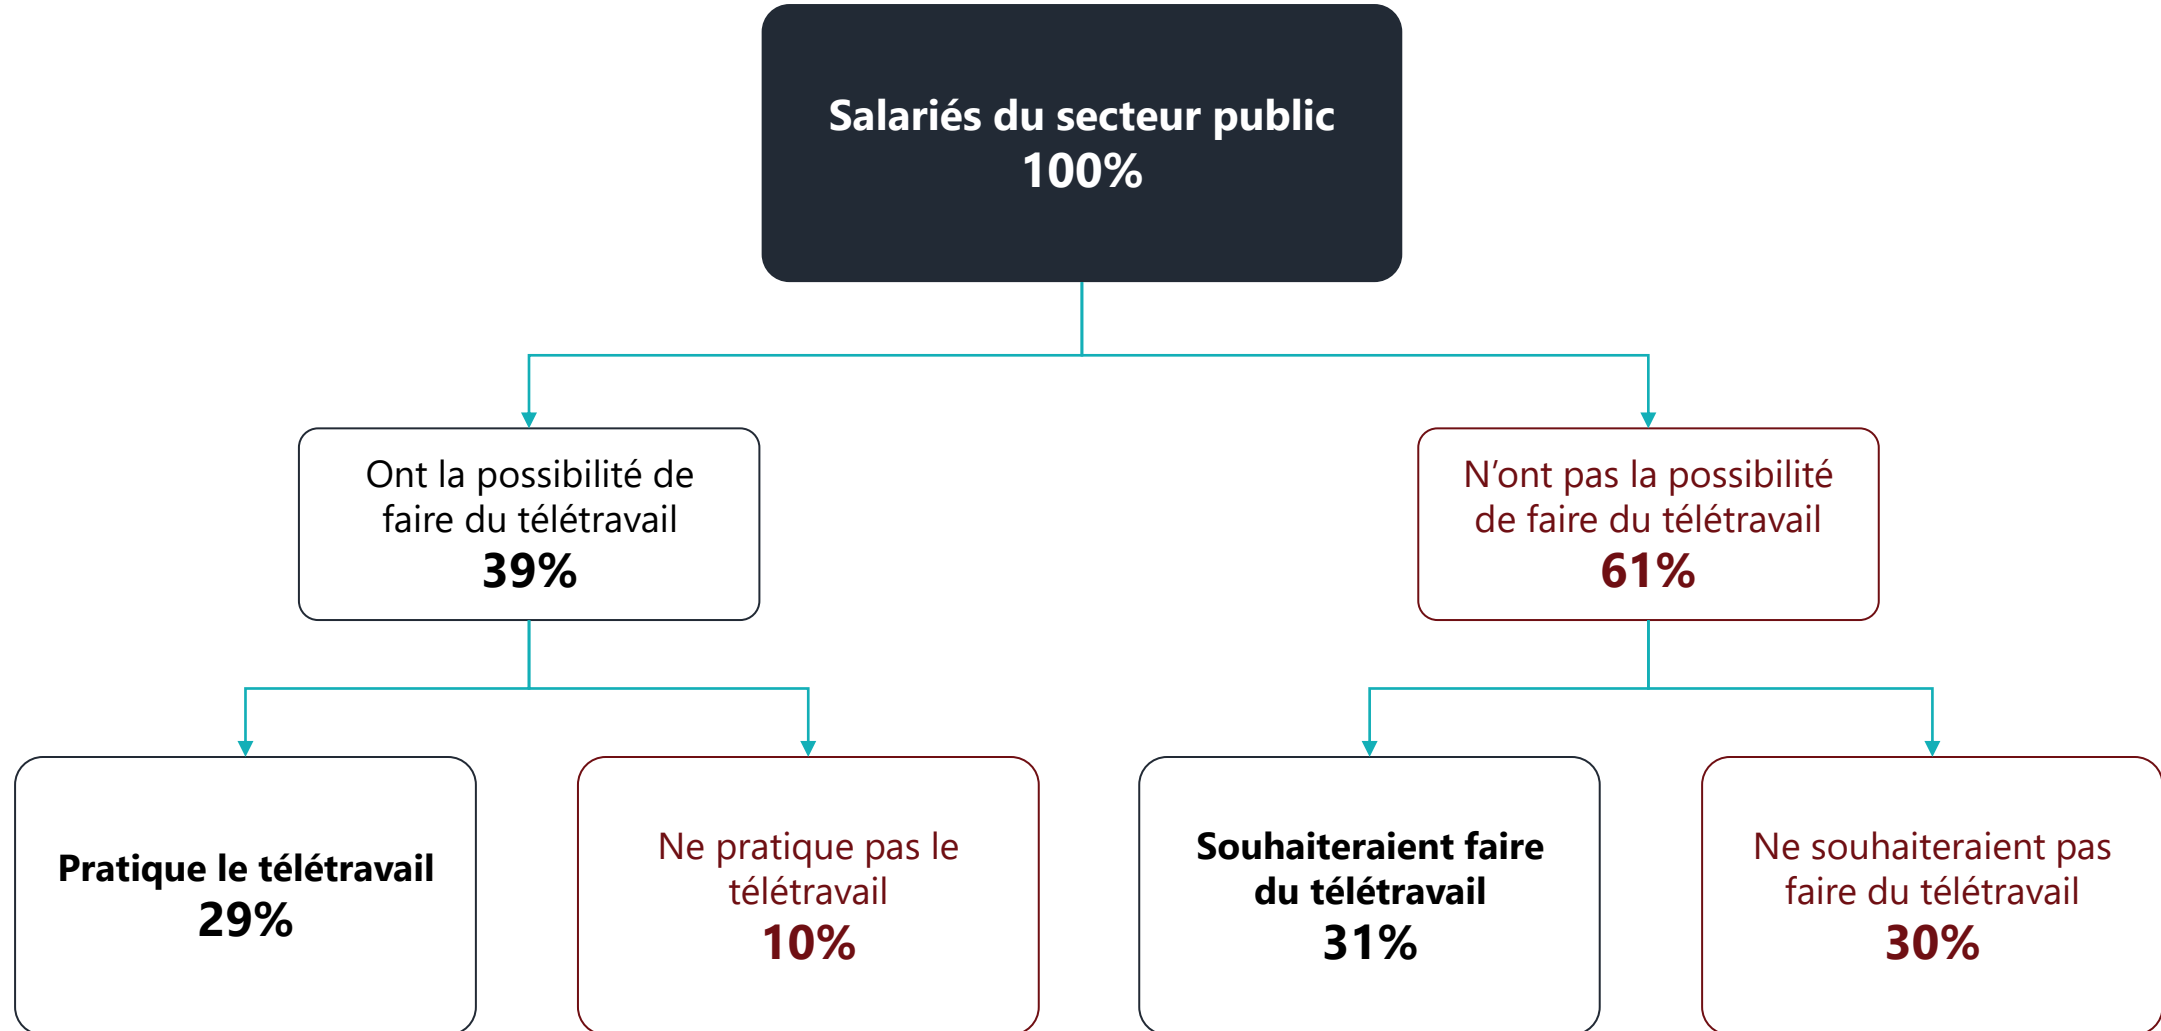 Salariés du secteur public
100%
Ont la possibilité de
faire du télétravail
39%
N’ont pas la possibilité
de faire du télétravail
61%
Pratique le télétravail
29%
Ne pratique pas le
télétravail
10%
Souhaiteraient faire
du télétravail
31%
Ne souhaiteraient pas
faire du télétravail
30%